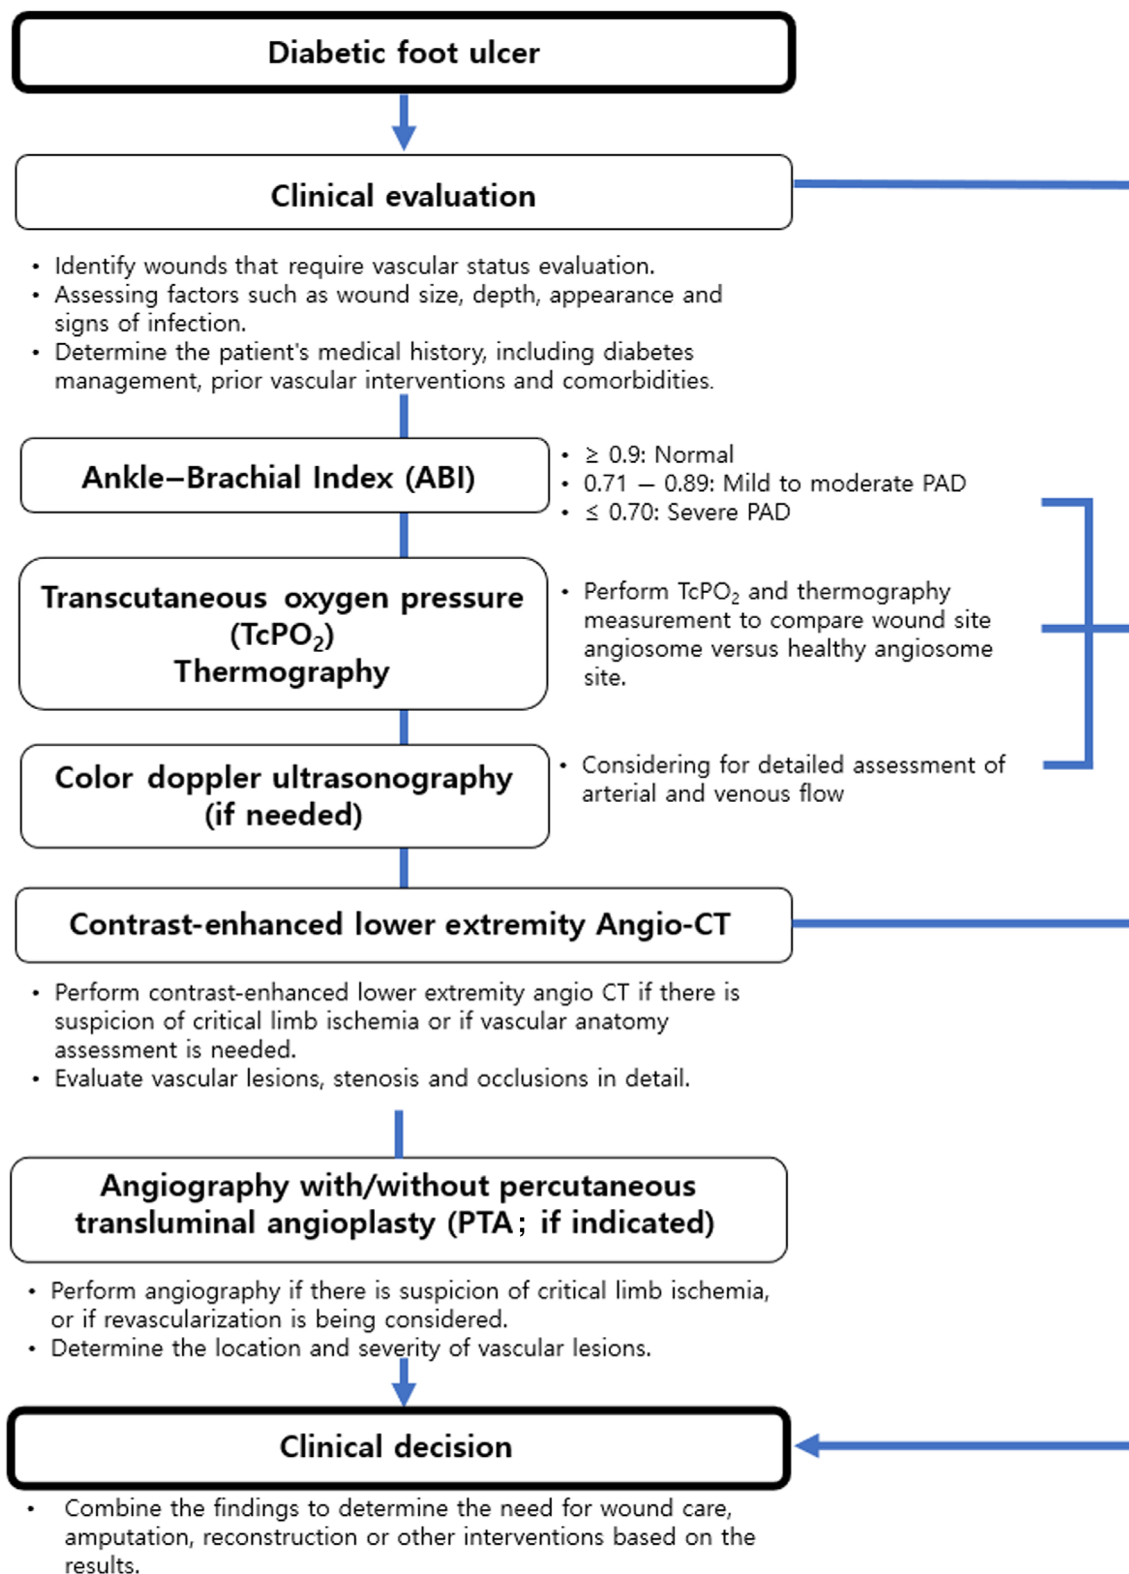 Diabetic foot ulcer
Clinical evaluation
• Identify wounds that require vascular status evaluation.
• Assessing factors such as wound size, depth, appearance and
signs of infection.
• Determine the patient's medical history, including diabetes
management, prior vascular interventions and comorbidities.
Ankle–Brachial Index (ABI)
• ≥ 0.9: Normal
• 0.71 – 0.89: Mild to moderate PAD
• ≤ 0.70: Severe PAD
Transcutaneous oxygen pressure
(TcPO₂)
Thermography
• Perform TcPO₂ and thermography
measurement to compare wound site
angiosome versus healthy angiosome
site.
Color doppler ultrasonography
(if needed)
• Considering for detailed assessment of
arterial and venous flow
Contrast-enhanced lower extremity Angio-CT
• Perform contrast-enhanced lower extremity angio CT if there is
suspicion of critical limb ischemia or if vascular anatomy
assessment is needed.
• Evaluate vascular lesions, stenosis and occlusions in detail.
Angiography with/without percutaneous
transluminal angioplasty (PTA; if indicated)
• Perform angiography if there is suspicion of critical limb ischemia,
or if revascularization is being considered.
• Determine the location and severity of vascular lesions.
Clinical decision
• Combine the findings to determine the need for wound care,
amputation, reconstruction or other interventions based on the
results.